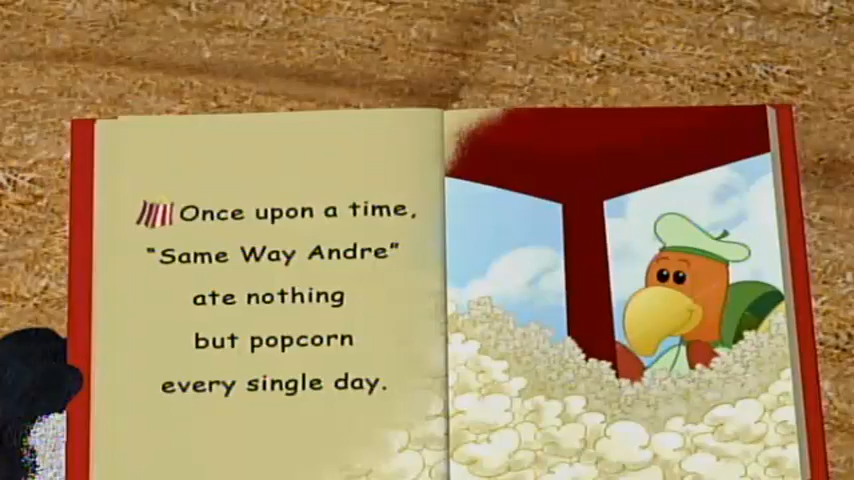 Once upon a time,
"Same Way Andre"
ate nothing
but popcorn
every single day.